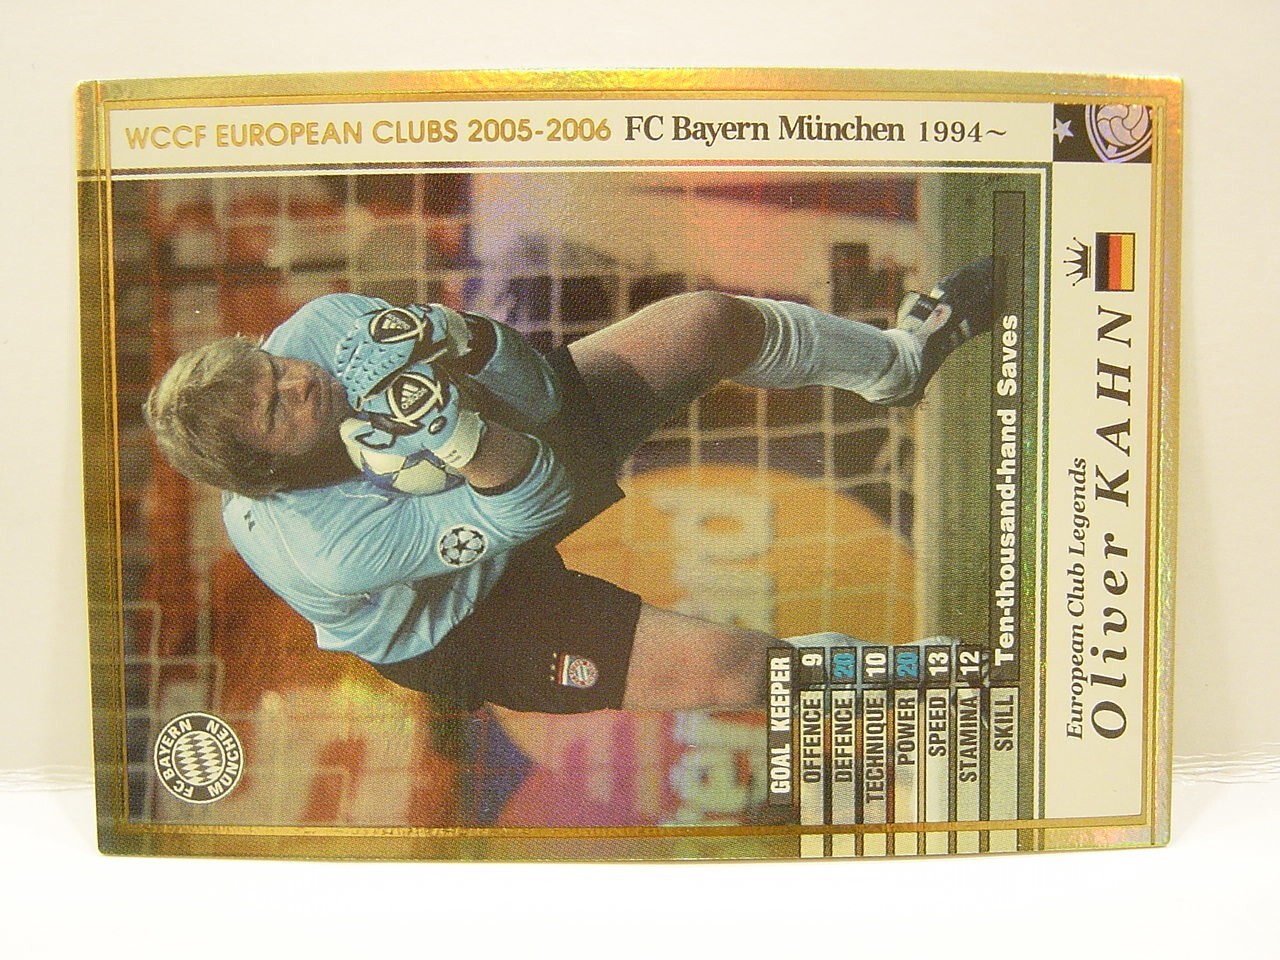 WCCF EUROPEAN CLUBS 2005-2006 FC Bayern München 1994~
European Club Legends
Oliver KAHN
GOAL KEEPER
OFFENCE 9
DEFENCE 20
TECHNIQUE 10
POWER 20
SPEED 13
STAMINA 12
SKILL Ten-thousand-hand Saves
FC BAYERN MÜNCHEN
adidas